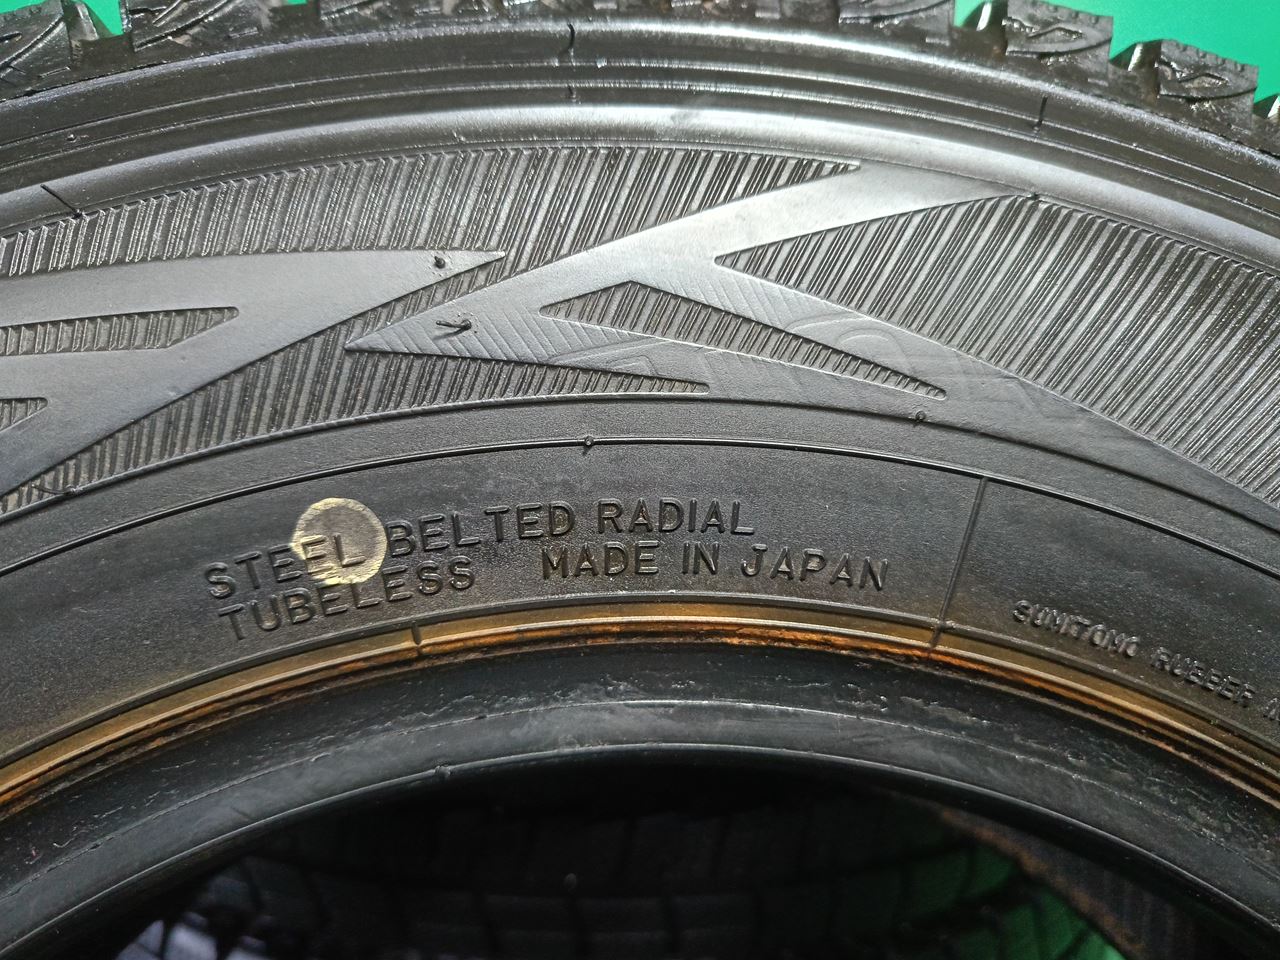 STEEL BELTED RADIAL
TUBELESS MADE IN JAPAN
SUMITOMO RUBBER